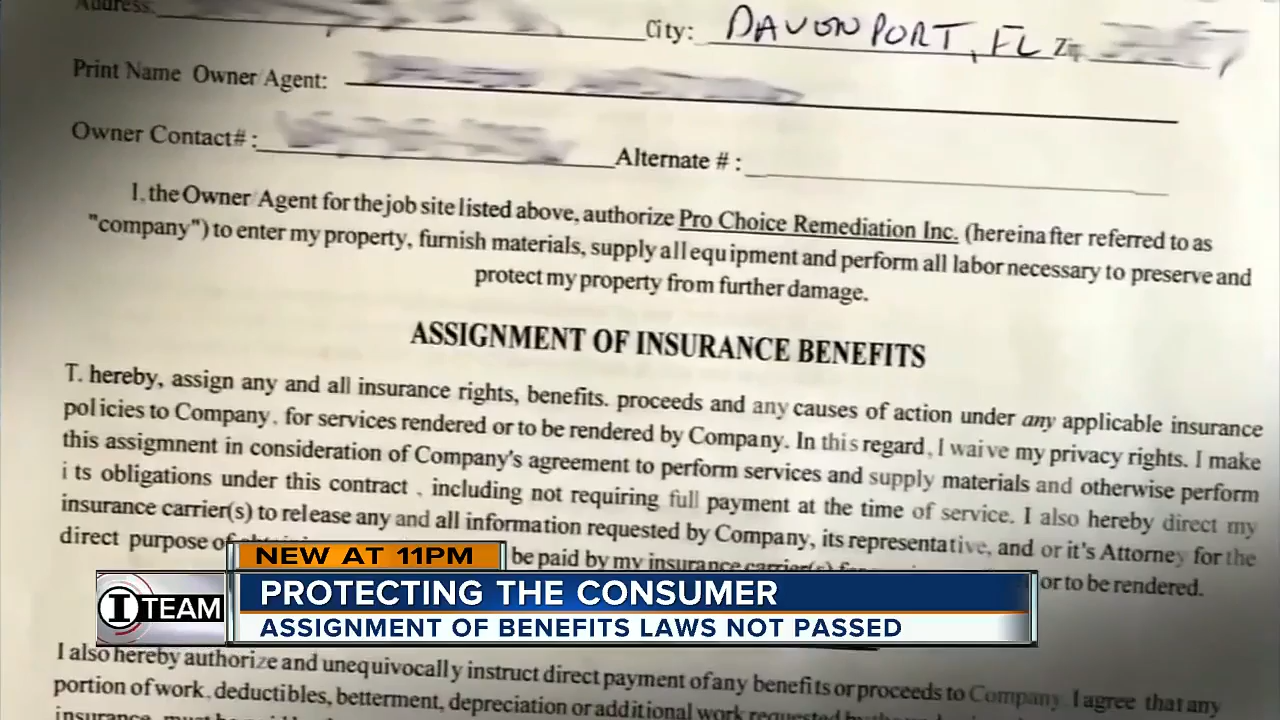 Address:
City: DAVONPORT, FL Zip
Print Name Owner/Agent:
Owner Contact# :
Alternate # :
I, the Owner/Agent for the job site listed above, authorize Pro Choice Remediation Inc. (hereinafter referred to as
"company") to enter my property, furnish materials, supply all equipment and perform all labor necessary to preserve and
protect my property from further damage.
ASSIGNMENT OF INSURANCE BENEFITS
T. hereby, assign any and all insurance rights, benefits. proceeds and any causes of action under any applicable insurance
policies to Company, for services rendered or to be rendered by Company. In this regard, I waive my privacy rights. I make
this assigmnent in consideration of Company's agreement to perform services and supply materials and otherwise perform
its obligations under this contract , including not requiring full payment at the time of service. I also hereby direct my
insurance carrier(s) to release any and all information requested by Company, its representative, and or it's Attorney for the
direct purpose of be paid by my insurance carrier(s) or to be rendered.
NEW AT 11PM
I TEAM
PROTECTING THE CONSUMER
ASSIGNMENT OF BENEFITS LAWS NOT PASSED
I also hereby authorize and unequivocally instruct direct payment of any benefits or proceeds to Company. I agree that any
portion of work, deductibles, betterment, depreciation or additional work requested
insurance, must be